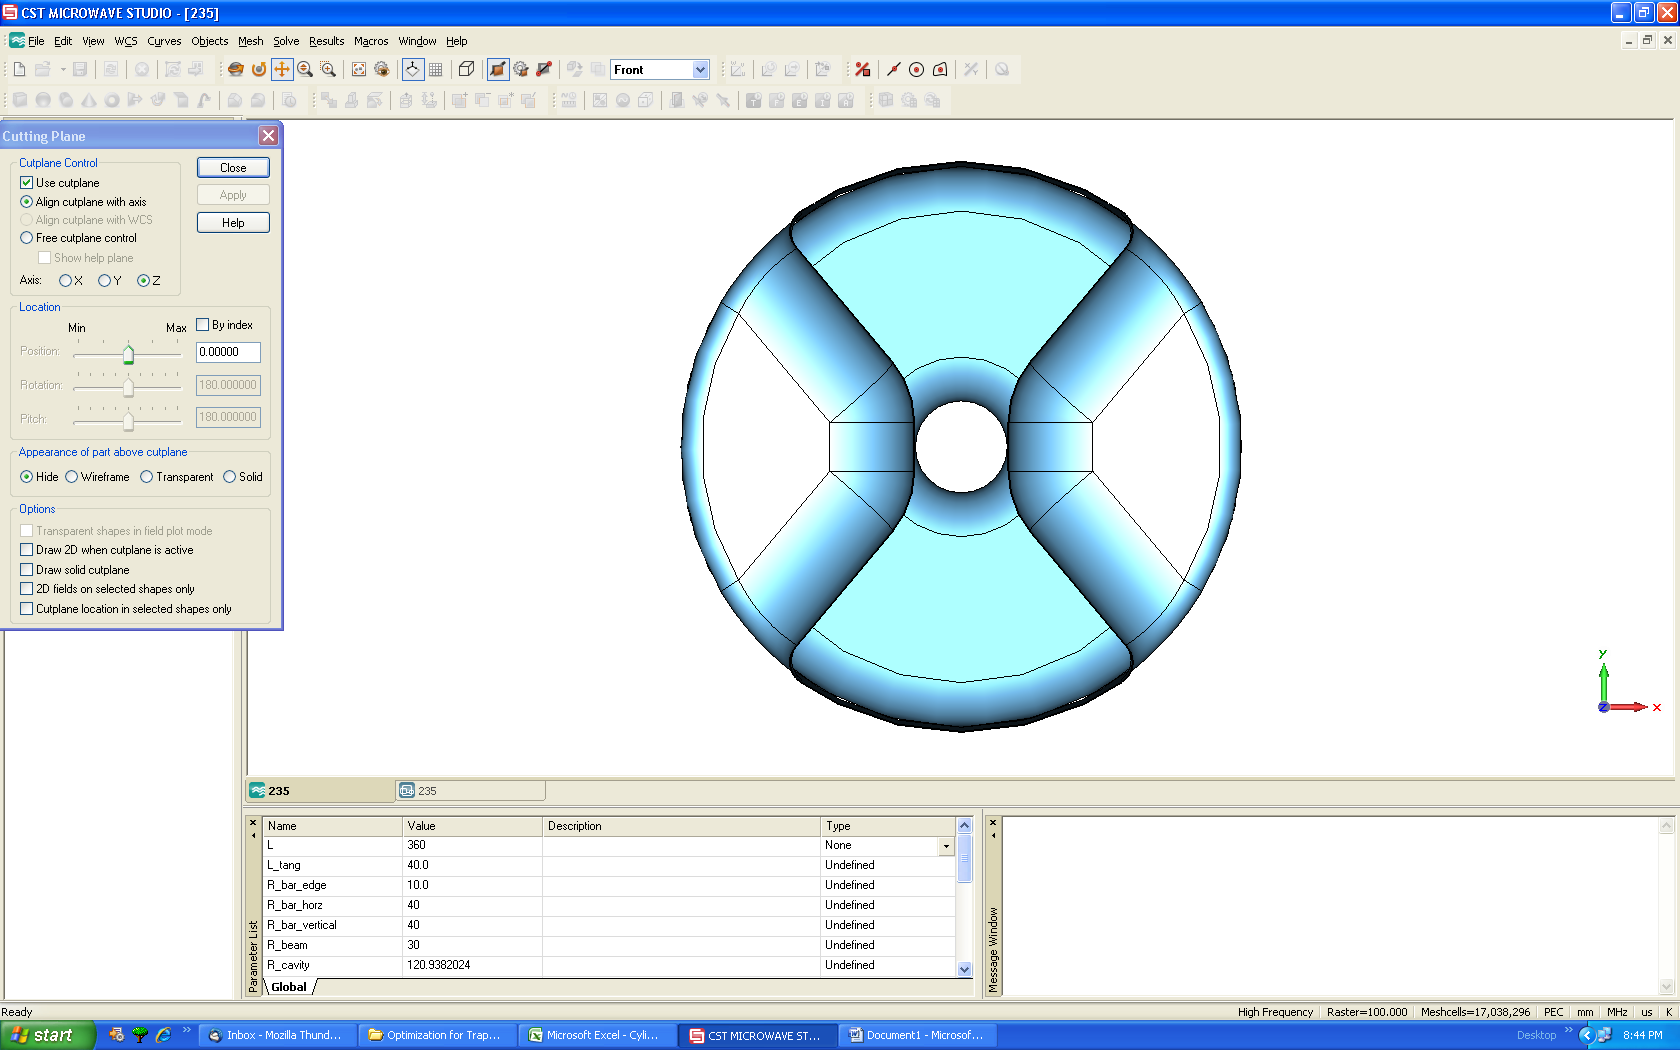 CST MICROWAVE STUDIO - [235]
File Edit View WCS Curves Objects Mesh Solve Results Macros Window Help
Front
Cutting Plane
Cutplane Control
Close
Use cutplane
Align cutplane with axis
Apply
Align cutplane with WCS
Help
Free cutplane control
Show help plane
Axis: X Y Z
Location
Min Max By index
Position: 0.00000
Rotation: 180.000000
Pitch: 180.000000
Appearance of part above cutplane
Hide Wireframe Transparent Solid
Options
Transparent shapes in field plot mode
Draw 2D when cutplane is active
Draw solid cutplane
2D fields on selected shapes only
Cutplane location in selected shapes only
y
z x
235 235
Name Value Description Type
L 360 None
L_tang 40.0 Undefined
R_bar_edge 10.0 Undefined
R_bar_horz 40 Undefined
R_bar_vertical 40 Undefined
R_beam 30 Undefined
R_cavity 120.9382024 Undefined
Global
Parameter List
Message Window
Ready
High Frequency Raster=100.000 Meshcells=17,038,296 PEC mm MHz us K
start Inbox - Mozilla Thund... Optimization for Trap... Microsoft Excel - Cyli... CST MICROWAVE ST... Document1 - Microsof... Desktop 8:44 PM